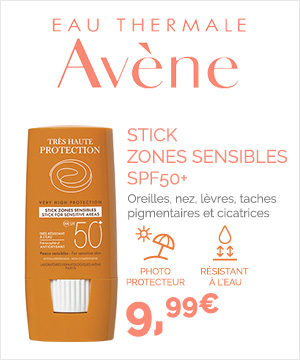 EAU THERMALE
Avène
TRÈS HAUTE
PROTECTION
VERY HIGH PROTECTION
STICK ZONES SENSIBLES
STICK FOR SENSITIVE AREAS
50+
STICK
ZONES SENSIBLES
SPF50+
Oreilles, nez, lèvres, taches
pigmentaires et cicatrices
PHOTO
PROTECTEUR
RÉSISTANT
À L'EAU
9,99€